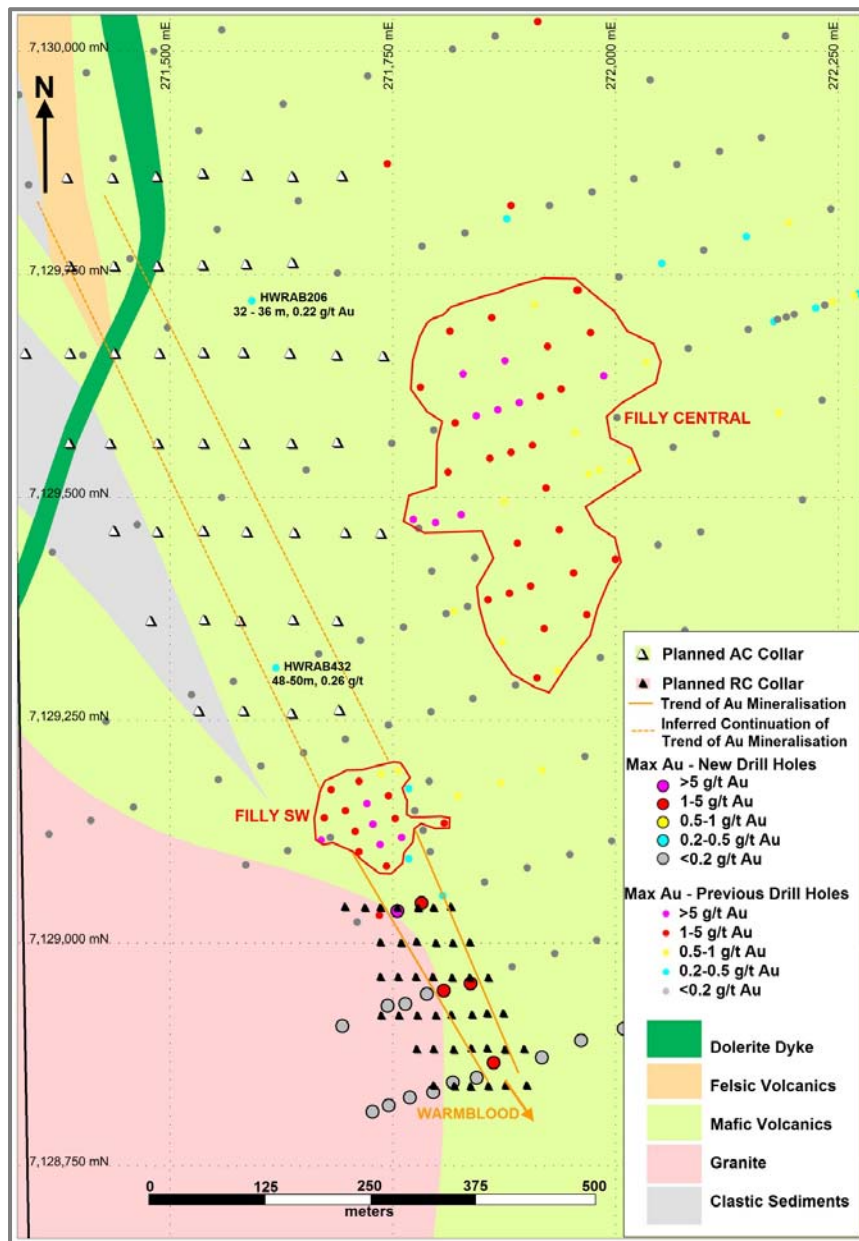 7,130,000 mN
271,500 mE
271,750 mE
272,000 mE
272,250 mE
N
7,129,750 mN
HWRAB206
32 - 36 m, 0.22 g/t Au
FILLY CENTRAL
7,129,500 mN
HWRAB432
48-50m, 0.26 g/t
7,129,250 mN
FILLY SW
7,129,000 mN
WARMBLOOD
7,128,750 mN
0 125 250 375 500
meters
Planned AC Collar
Planned RC Collar
Trend of Au Mineralisation
Inferred Continuation of
Trend of Au Mineralisation
Max Au - New Drill Holes
>5 g/t Au
1-5 g/t Au
0.5-1 g/t Au
0.2-0.5 g/t Au
<0.2 g/t Au
Max Au - Previous Drill Holes
>5 g/t Au
1-5 g/t Au
0.5-1 g/t Au
0.2-0.5 g/t Au
<0.2 g/t Au
Dolerite Dyke
Felsic Volcanics
Mafic Volcanics
Granite
Clastic Sediments